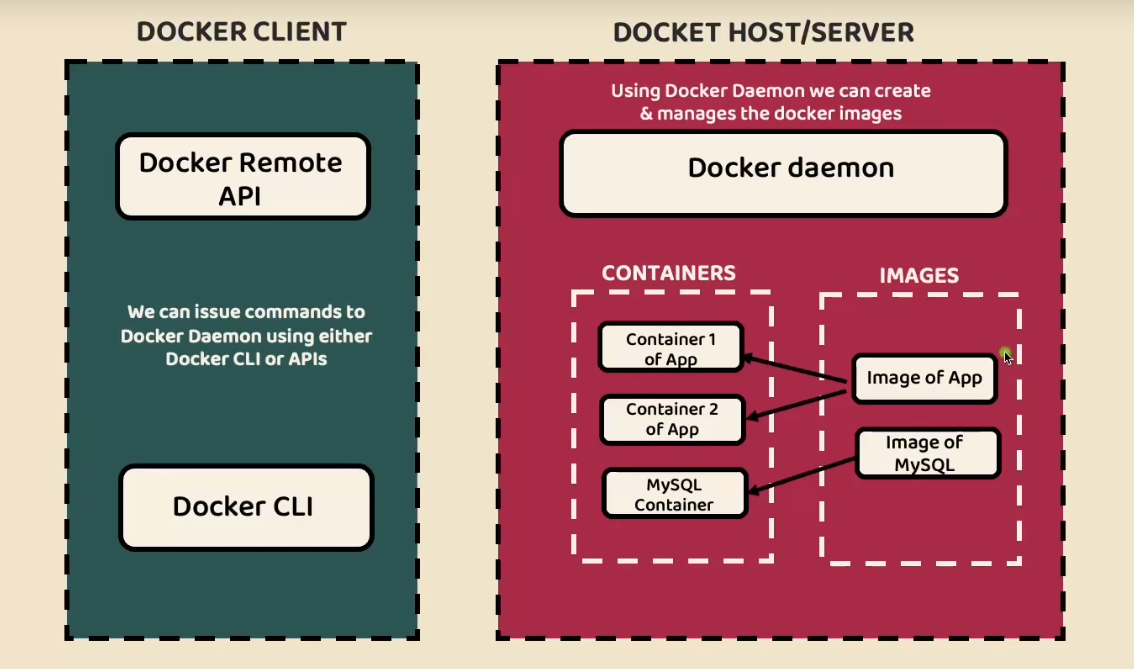 DOCKER CLIENT
Docker Remote
API
We can issue commands to
Docker Daemon using either
Docker CLI or APIs
Docker CLI
DOCKET HOST/SERVER
Using Docker Daemon we can create
& manages the docker images
Docker daemon
CONTAINERS
Container 1
of App
Container 2
of App
MySQL
Container
IMAGES
Image of App
Image of
MySQL